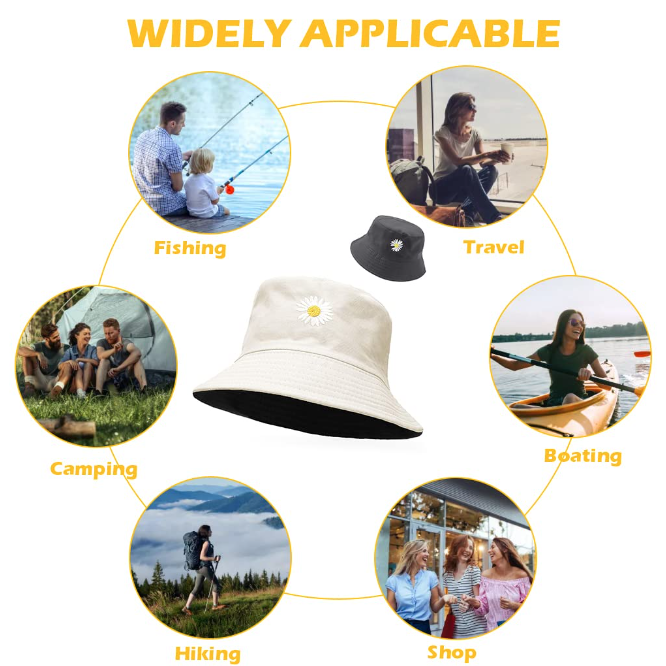 WIDELY APPLICABLE
Fishing
Travel
Camping
Boating
Hiking
Shop